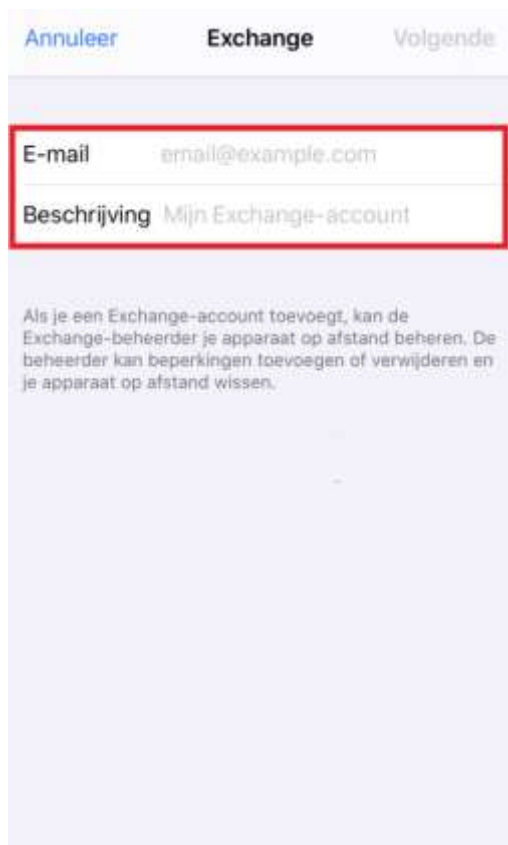 Annuleer Exchange Volgende
E-mail email@example.com
Beschrijving Mijn Exchange-account
Als je een Exchange-account toevoegt, kan de
Exchange-beheerder je apparaat op afstand beheren. De
beheerder kan beperkingen toevoegen of verwijderen en
je apparaat op afstand wissen.